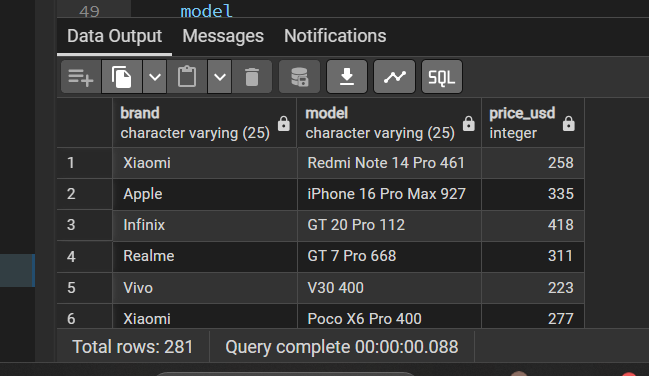 49 model
Data Output Messages Notifications
SQL
brand model price_usd
character varying (25) character varying (25) integer
1 Xiaomi Redmi Note 14 Pro 461 258
2 Apple iPhone 16 Pro Max 927 335
3 Infinix GT 20 Pro 112 418
4 Realme GT 7 Pro 668 311
5 Vivo V30 400 223
6 Xiaomi Poco X6 Pro 400 277
Total rows: 281 Query complete 00:00:00.088